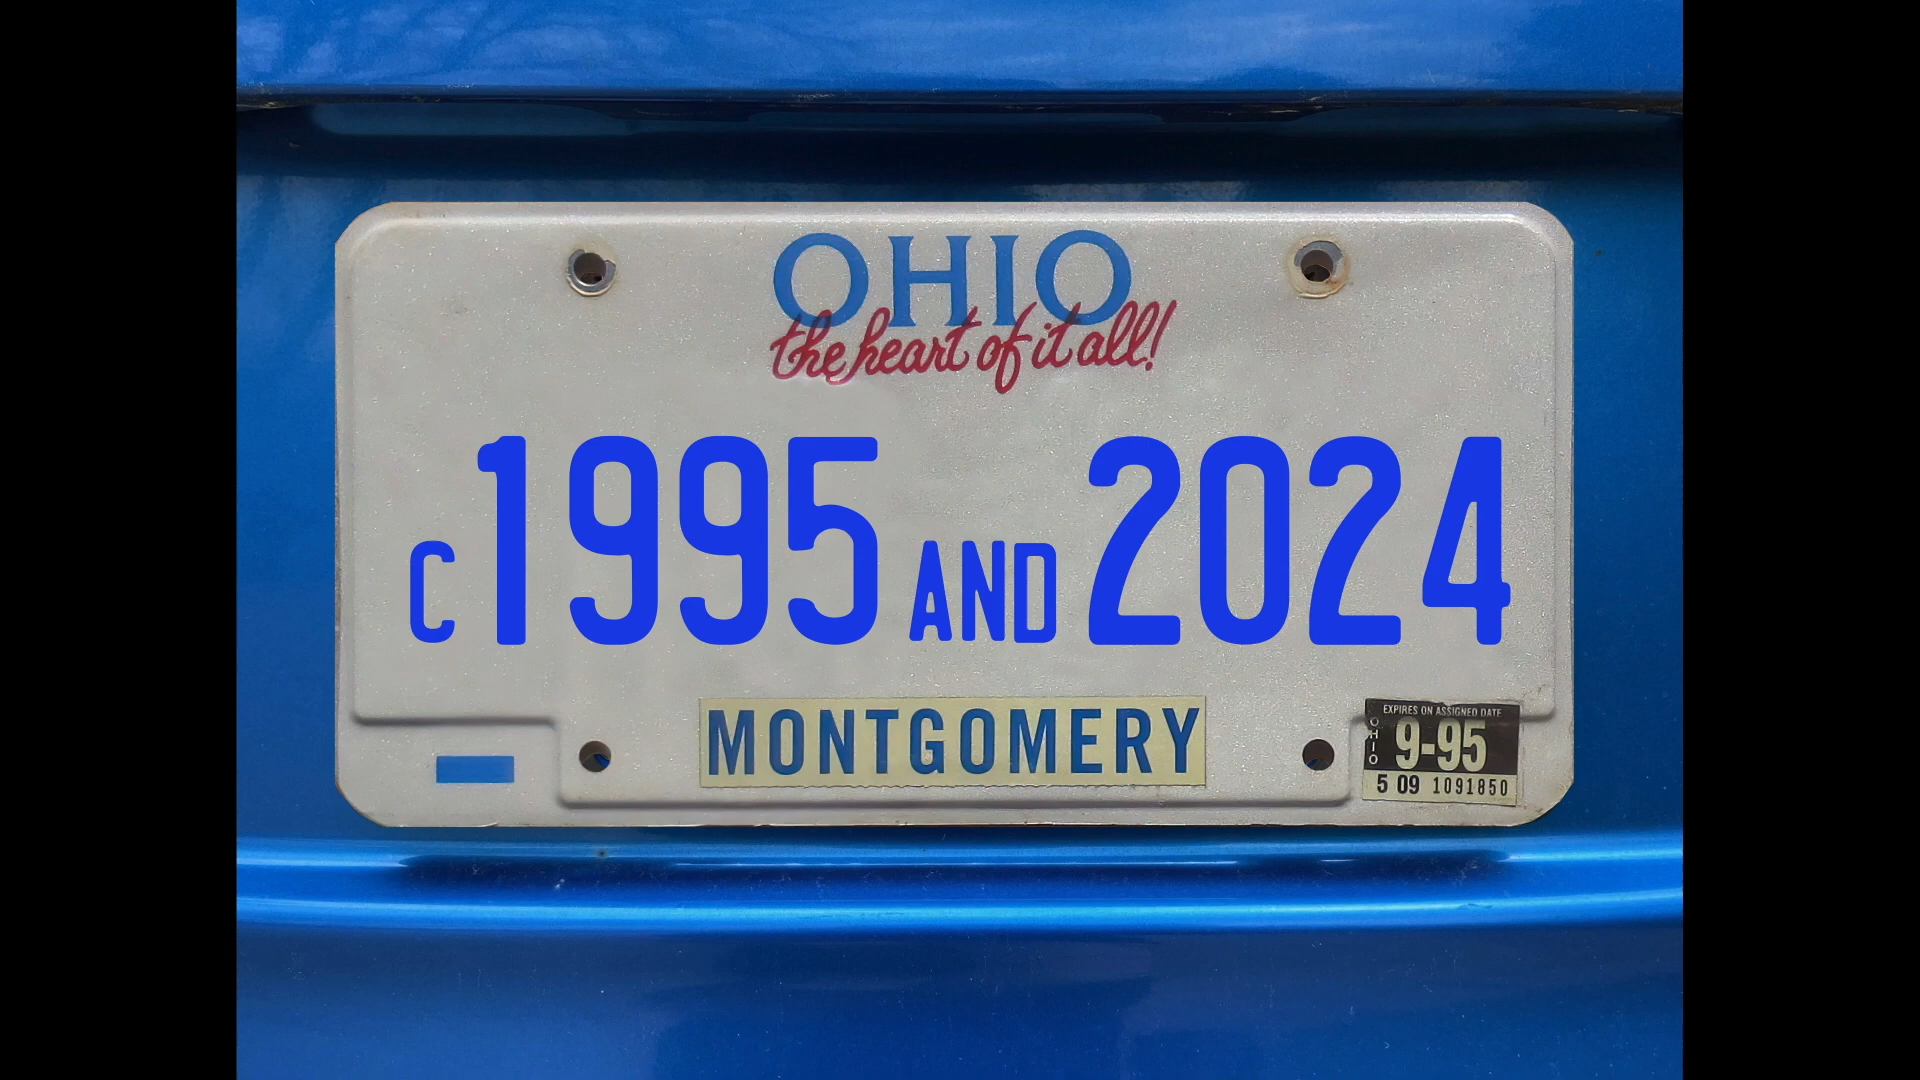 OHIO
the heart of it all!
C 1995 AND 2024
MONTGOMERY
EXPIRES ON ASSIGNED DATE
OHIO
9-95
5 09 1091850